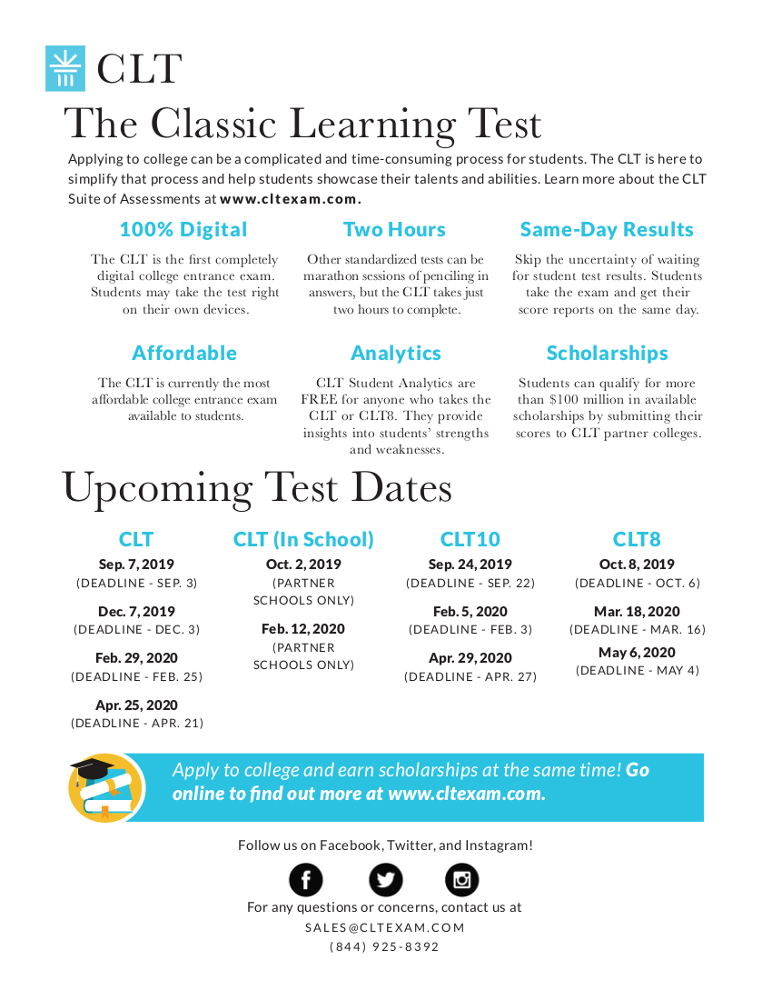 CLT
The Classic Learning Test
Applying to college can be a complicated and time-consuming process for students. The CLT is here to
simplify that process and help students showcase their talents and abilities. Learn more about the CLT
Suite of Assessments at www.cltexam.com.
100% Digital
The CLT is the first completely
digital college entrance exam.
Students may take the test right
on their own devices.
Two Hours
Other standardized tests can be
marathon sessions of penciling in
answers, but the CLT takes just
two hours to complete.
Same-Day Results
Skip the uncertainty of waiting
for student test results. Students
take the exam and get their
score reports on the same day.
Affordable
The CLT is currently the most
affordable college entrance exam
available to students.
Analytics
CLT Student Analytics are
FREE for anyone who takes the
CLT or CLT8. They provide
insights into students' strengths
and weaknesses.
Scholarships
Students can qualify for more
than $100 million in available
scholarships by submitting their
scores to CLT partner colleges.
Upcoming Test Dates
CLT
Sep. 7, 2019
(DEADLINE - SEP. 3)
Dec. 7, 2019
(DEADLINE - DEC. 3)
Feb. 29, 2020
(DEADLINE - FEB. 25)
Apr. 25, 2020
(DEADLINE - APR. 21)
CLT (In School)
Oct. 2, 2019
(PARTNER
SCHOOLS ONLY)
Feb. 12, 2020
(PARTNER
SCHOOLS ONLY)
CLT10
Sep. 24, 2019
(DEADLINE - SEP. 22)
Feb. 5, 2020
(DEADLINE - FEB. 3)
Apr. 29, 2020
(DEADLINE - APR. 27)
CLT8
Oct. 8, 2019
(DEADLINE - OCT. 6)
Mar. 18, 2020
(DEADLINE - MAR. 16)
May 6, 2020
(DEADLINE - MAY 4)
Apply to college and earn scholarships at the same time! Go
online to find out more at www.cltexam.com.
Follow us on Facebook, Twitter, and Instagram!
For any questions or concerns, contact us at
SALES@CLTEXAM.COM
(844) 925-8392